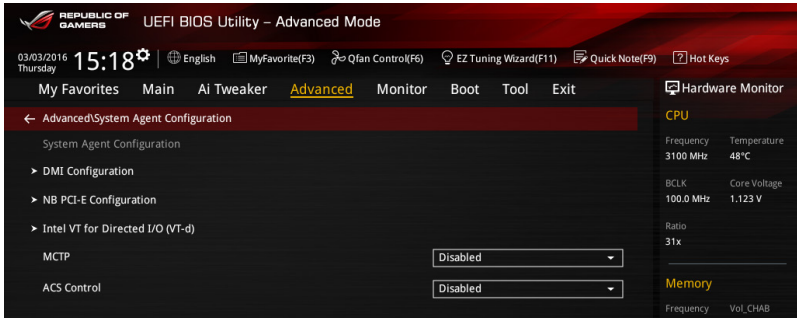 REPUBLIC OF
GAMERS
UEFI BIOS Utility – Advanced Mode
03/03/2016
Thursday
15:18
English
MyFavorite(F3)
Qfan Control(F6)
EZ Tuning Wizard(F11)
Quick Note(F9)
? Hot Keys
My Favorites
Main
Ai Tweaker
Advanced
Monitor
Boot
Tool
Exit
Hardware Monitor
← Advanced\System Agent Configuration
System Agent Configuration
> DMI Configuration
> NB PCI-E Configuration
> Intel VT for Directed I/O (VT-d)
MCTP
Disabled
ACS Control
Disabled
CPU
Frequency Temperature
3100 MHz 48°C
BCLK Core Voltage
100.0 MHz 1.123 V
Ratio
31x
Memory
Frequency Vol_CHAB